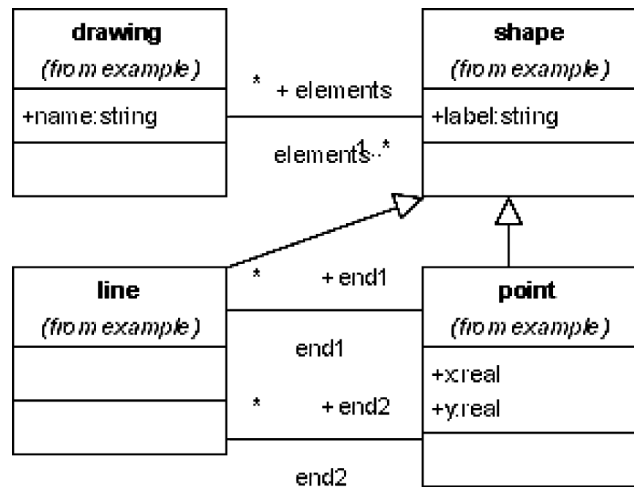 drawing
(from example)
+name:string
shape
(from example)
+label:string
* + elements
elements 1..*
line
(from example)
point
(from example)
+x:real
+y:real
* + end1
end1
* + end2
end2